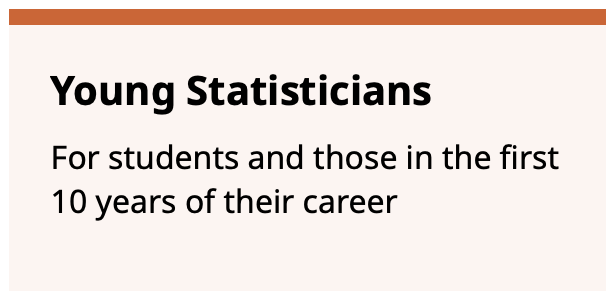 Young Statisticians
For students and those in the first
10 years of their career